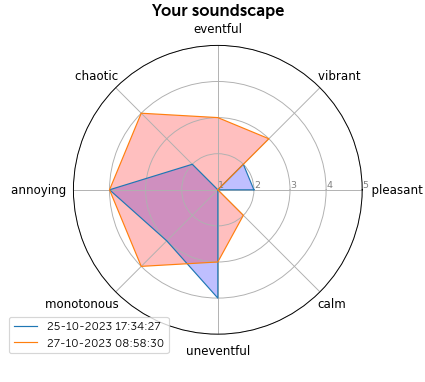 Your soundscape
eventful
chaotic
vibrant
annoying
1 2 3 4 5
pleasant
monotonous
calm
25-10-2023 17:34:27
27-10-2023 08:58:30
uneventful